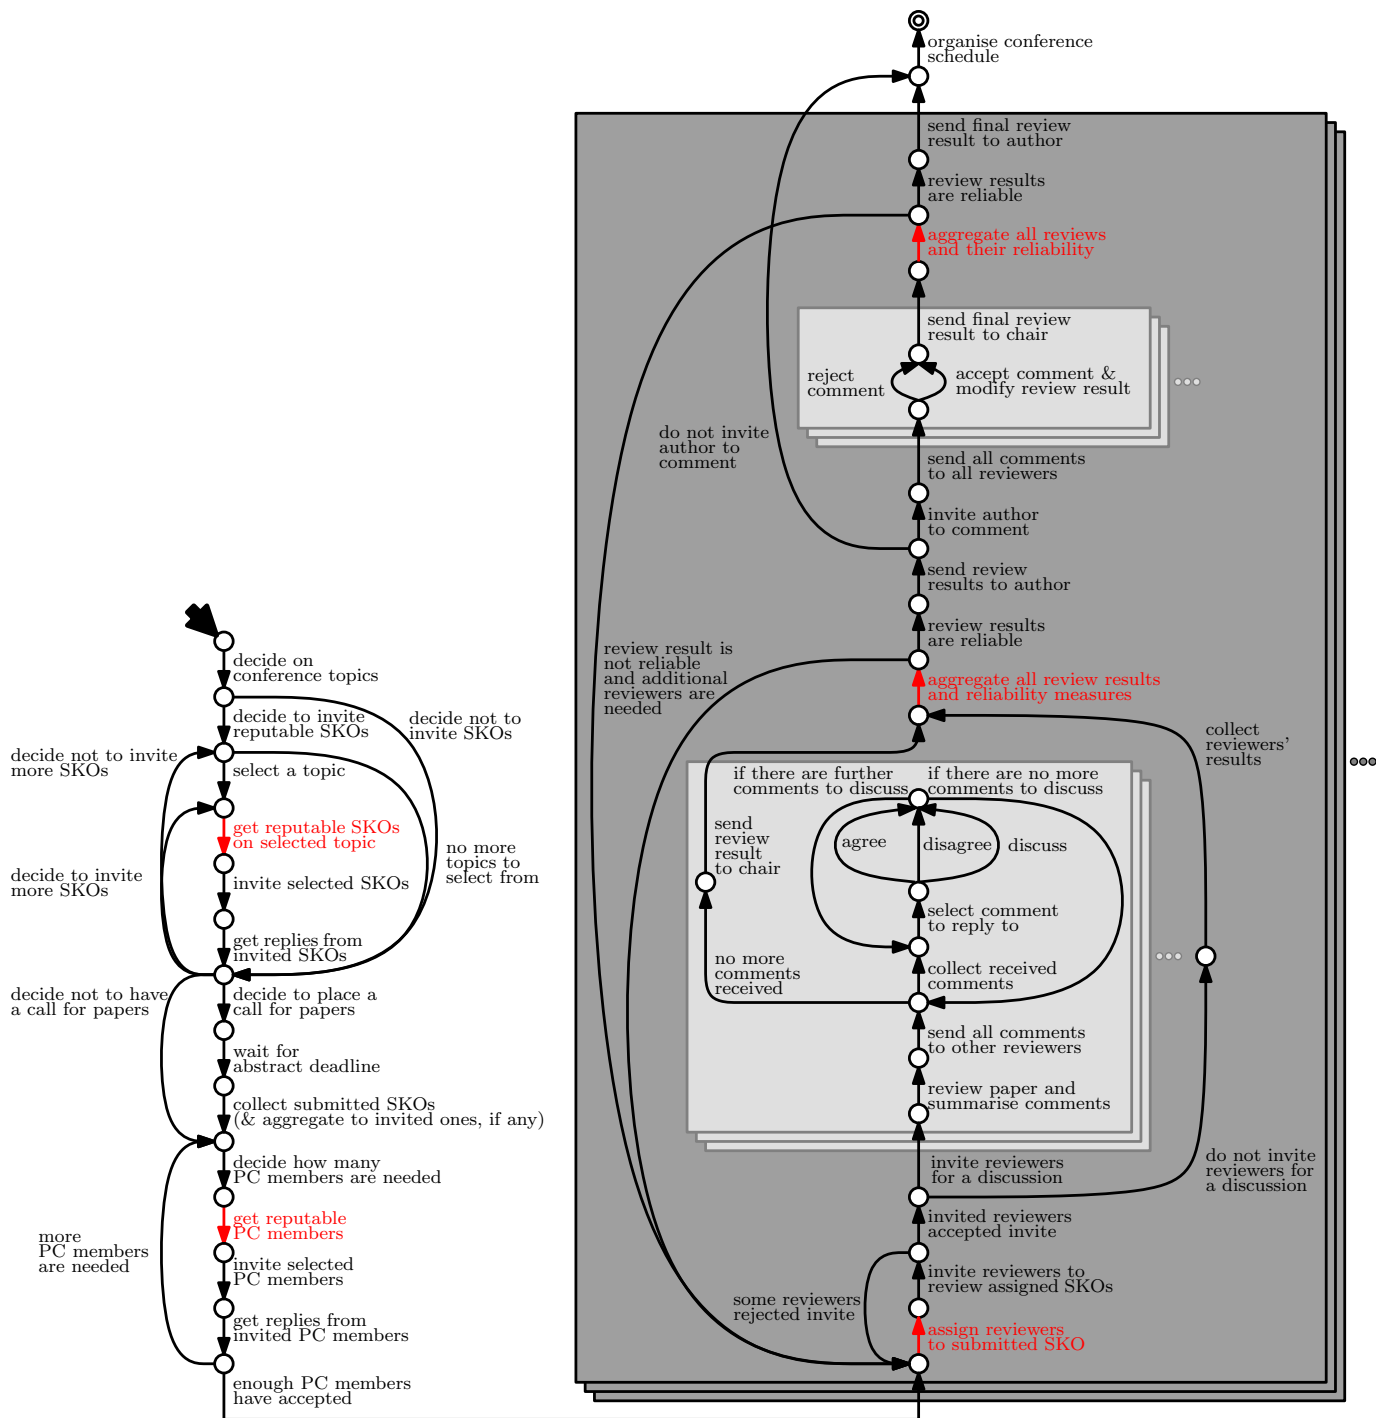 organise conference
schedule
send final review
result to author
review results
are reliable
aggregate all reviews
and their reliability
send final review
result to chair
reject
comment
accept comment &
modify review result
do not invite
author to
comment
send all comments
to all reviewers
invite author
to comment
send review
results to author
review results
are reliable
review result is
not reliable
and additional
reviewers are
needed
aggregate all review results
and reliability measures
collect
reviewers'
results
if there are further
comments to discuss
if there are no more
comments to discuss
send
review
result
to chair
agree
disagree
discuss
select comment
to reply to
no more
comments
received
collect received
comments
send all comments
to other reviewers
review paper and
summarise comments
invite reviewers
for a discussion
do not invite
reviewers for
a discussion
invited reviewers
accepted invite
invite reviewers to
review assigned SKOs
some reviewers
rejected invite
assign reviewers
to submitted SKO
decide on
conference topics
decide to invite
reputable SKOs
decide not to
invite SKOs
decide not to invite
more SKOs
select a topic
get reputable SKOs
on selected topic
no more
topics to
select from
decide to invite
more SKOs
invite selected SKOs
get replies from
invited SKOs
decide not to have
a call for papers
decide to place a
call for papers
wait for
abstract deadline
collect submitted SKOs
(& aggregate to invited ones, if any)
decide how many
PC members are needed
get reputable
PC members
more
PC members
are needed
invite selected
PC members
get replies from
invited PC members
enough PC members
have accepted